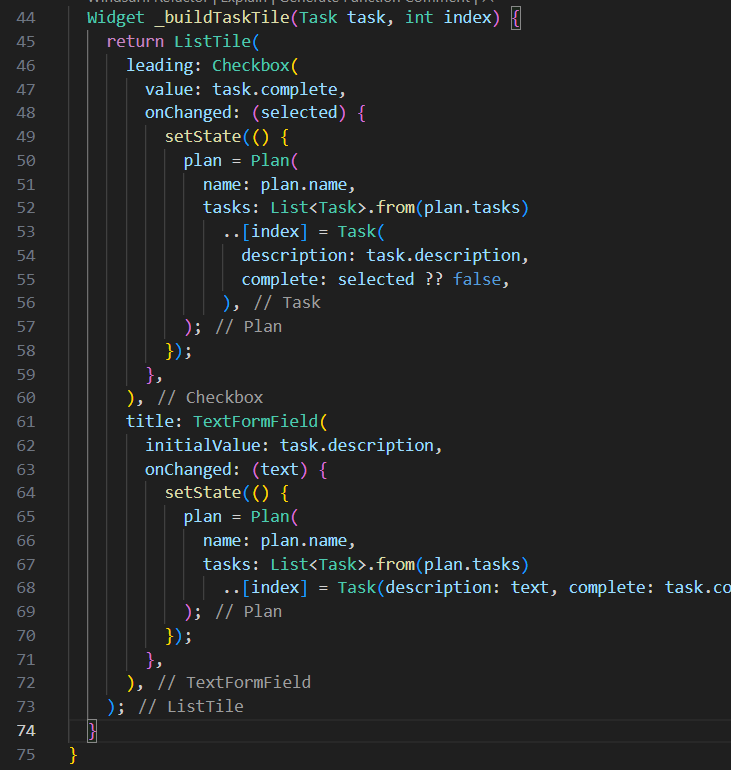 Windsurf: Refactor | Explain | Generate Function Comment | X
44 Widget _buildTaskTile(Task task, int index) {
45 return ListTile(
46 leading: Checkbox(
47 value: task.complete,
48 onChanged: (selected) {
49 setState(() {
50 plan = Plan(
51 name: plan.name,
52 tasks: List<Task>.from(plan.tasks)
53 ..[index] = Task(
54 description: task.description,
55 complete: selected ?? false,
56 ), // Task
57 ); // Plan
58 });
59 },
60 ), // Checkbox
61 title: TextFormField(
62 initialValue: task.description,
63 onChanged: (text) {
64 setState(() {
65 plan = Plan(
66 name: plan.name,
67 tasks: List<Task>.from(plan.tasks)
68 ..[index] = Task(description: text, complete: task.co
69 ); // Plan
70 });
71 },
72 ), // TextFormField
73 ); // ListTile
74 }
75 }